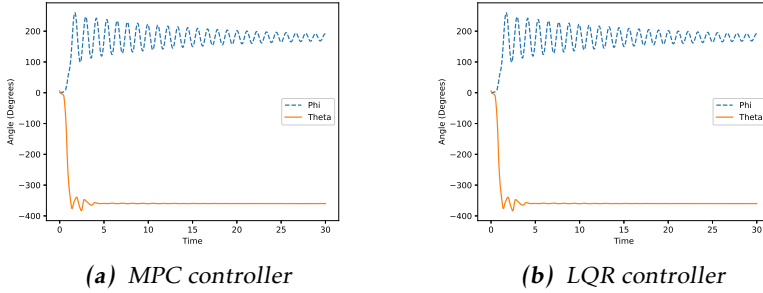 200
100
0
−100
−200
−300
−400
Angle (Degrees)
Phi
Theta
0 5 10 15 20 25 30
Time
(a) MPC controller
200
100
0
−100
−200
−300
−400
Angle (Degrees)
Phi
Theta
0 5 10 15 20 25 30
Time
(b) LQR controller